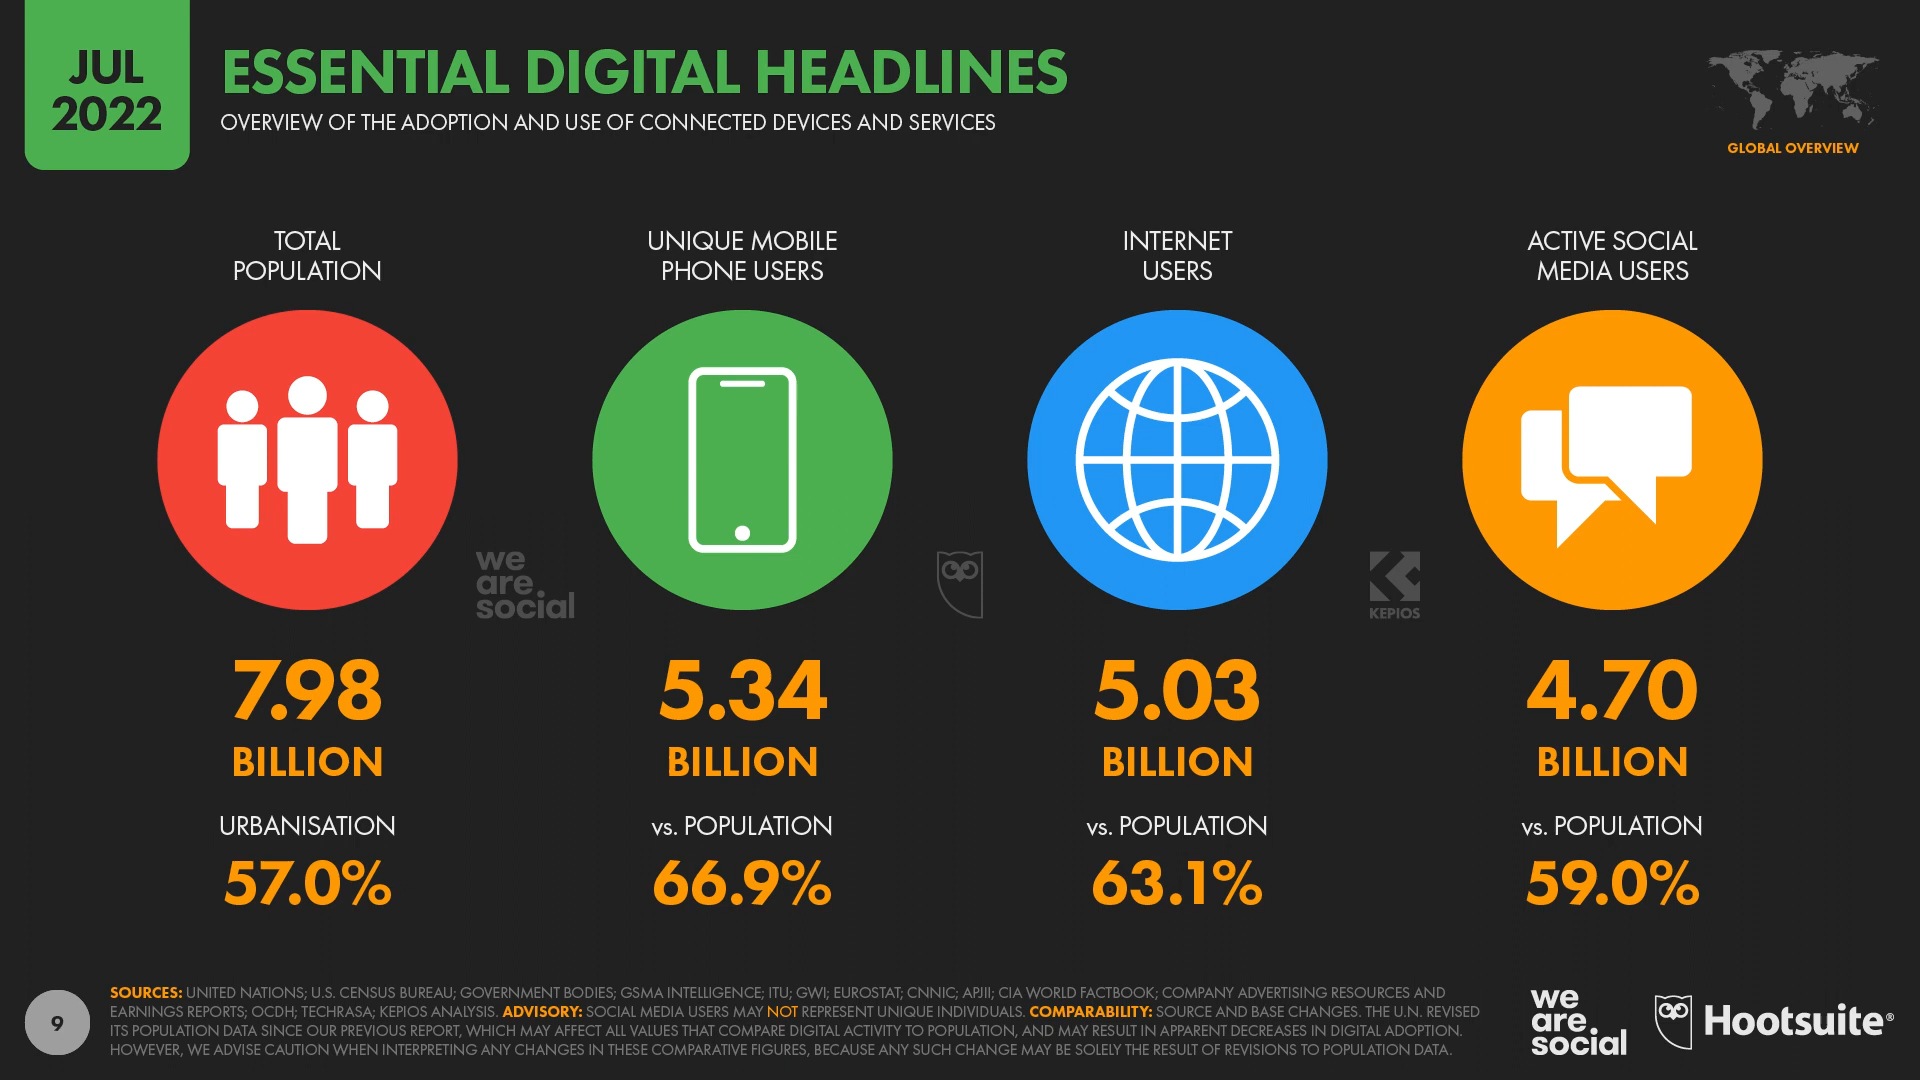 JUL
2022
ESSENTIAL DIGITAL HEADLINES
OVERVIEW OF THE ADOPTION AND USE OF CONNECTED DEVICES AND SERVICES
GLOBAL OVERVIEW
TOTAL
POPULATION
7.98
BILLION
URBANISATION
57.0%
UNIQUE MOBILE
PHONE USERS
5.34
BILLION
vs. POPULATION
66.9%
INTERNET
USERS
5.03
BILLION
vs. POPULATION
63.1%
ACTIVE SOCIAL
MEDIA USERS
4.70
BILLION
vs. POPULATION
59.0%
we
are.
social
KEPIOS
9
SOURCES: UNITED NATIONS; U.S. CENSUS BUREAU; GOVERNMENT BODIES; GSMA INTELLIGENCE; ITU; GWI; EUROSTAT; CNNIC; APJII; CIA WORLD FACTBOOK; COMPANY ADVERTISING RESOURCES AND
EARNINGS REPORTS; OCDH; TECHRASA; KEPIOS ANALYSIS. ADVISORY: SOCIAL MEDIA USERS MAY NOT REPRESENT UNIQUE INDIVIDUALS. COMPARABILITY: SOURCE AND BASE CHANGES. THE U.N. REVISED
ITS POPULATION DATA SINCE OUR PREVIOUS REPORT, WHICH MAY AFFECT ALL VALUES THAT COMPARE DIGITAL ACTIVITY TO POPULATION, AND MAY RESULT IN APPARENT DECREASES IN DIGITAL ADOPTION.
HOWEVER, WE ADVISE CAUTION WHEN INTERPRETING ANY CHANGES IN THESE COMPARATIVE FIGURES, BECAUSE ANY SUCH CHANGE MAY BE SOLELY THE RESULT OF REVISIONS TO POPULATION DATA.
we
are.
social
Hootsuite®